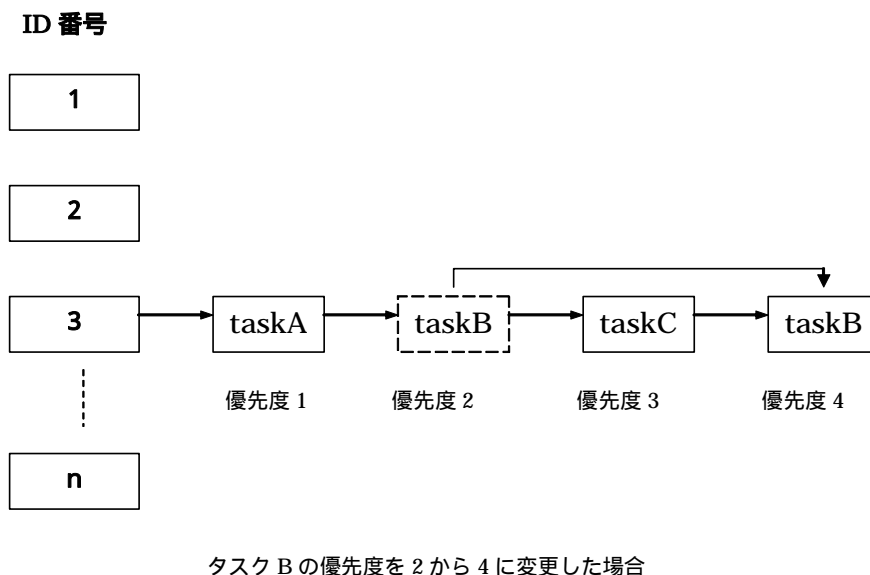 ID 番号
1
2
3
taskA
taskB
taskC
taskB
優先度 1
優先度 2
優先度 3
優先度 4
n
タスク B の優先度を 2 から 4 に変更した場合